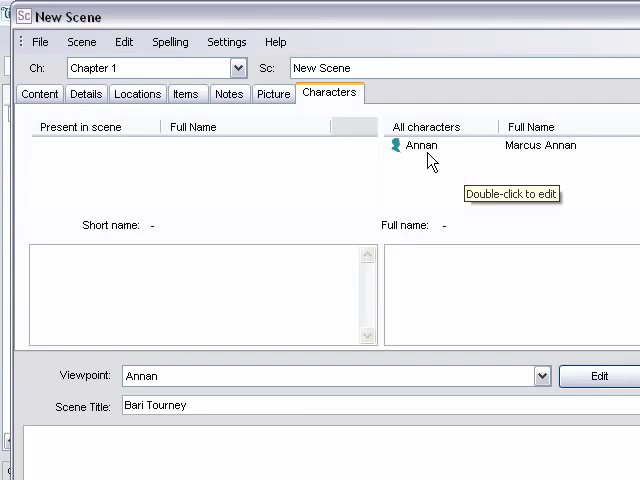 Sc New Scene
File Scene Edit Spelling Settings Help
Ch: Chapter 1 Sc: New Scene
Content Details Locations Items Notes Picture Characters
Present in scene Full Name All characters Full Name
Annan Marcus Annan
Double-click to edit
Short name: - Full name: -
Viewpoint: Annan Edit
Scene Title: Bari Tourney